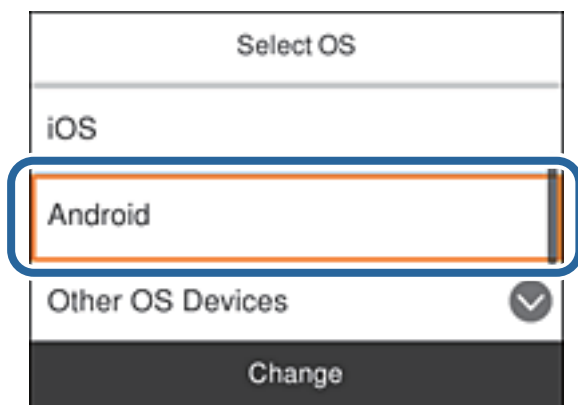 Select OS
iOS
Android
Other OS Devices
Change